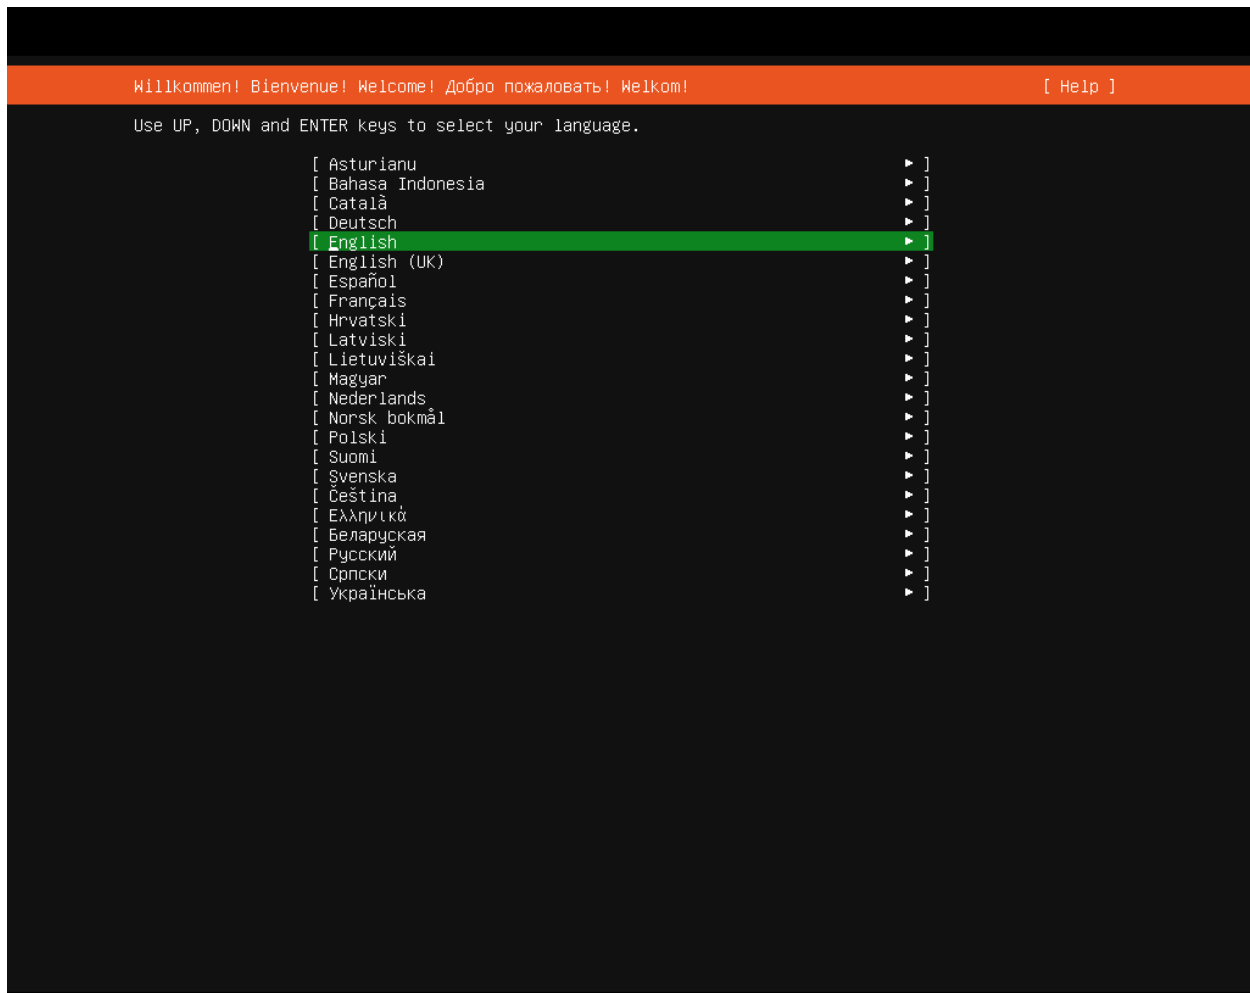 Willkommen! Bienvenue! Welcome! Добро пожаловать! Welkom! [ Help ]
Use UP, DOWN and ENTER keys to select your language.
[ Asturianu ► ]
[ Bahasa Indonesia ► ]
[ Català ► ]
[ Deutsch ► ]
[ English ► ]
[ English (UK) ► ]
[ Español ► ]
[ Français ► ]
[ Hrvatski ► ]
[ Latviski ► ]
[ Lietuviškai ► ]
[ Magyar ► ]
[ Nederlands ► ]
[ Norsk bokmål ► ]
[ Polski ► ]
[ Suomi ► ]
[ Svenska ► ]
[ Čeština ► ]
[ Ελληνικά ► ]
[ Беларуская ► ]
[ Русский ► ]
[ Српски ► ]
[ Українська ► ]